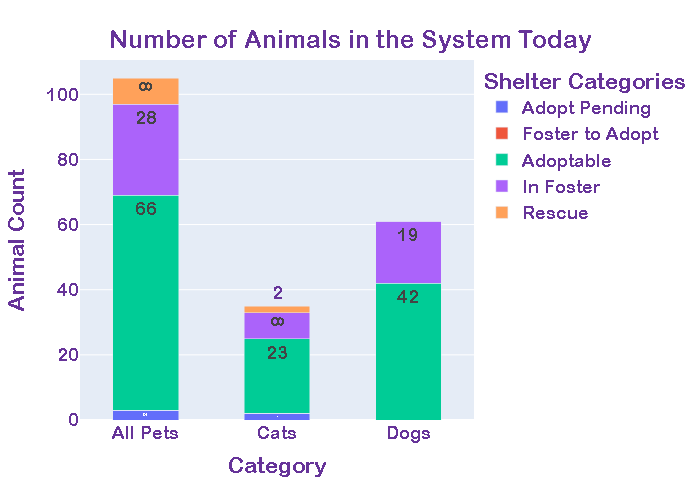 Number of Animals in the System Today
Shelter Categories
Adopt Pending
Foster to Adopt
Adoptable
In Foster
Rescue
Animal Count
100
80
60
40
20
0
8
28
66
2
8
23
19
42
All Pets
Cats
Dogs
Category